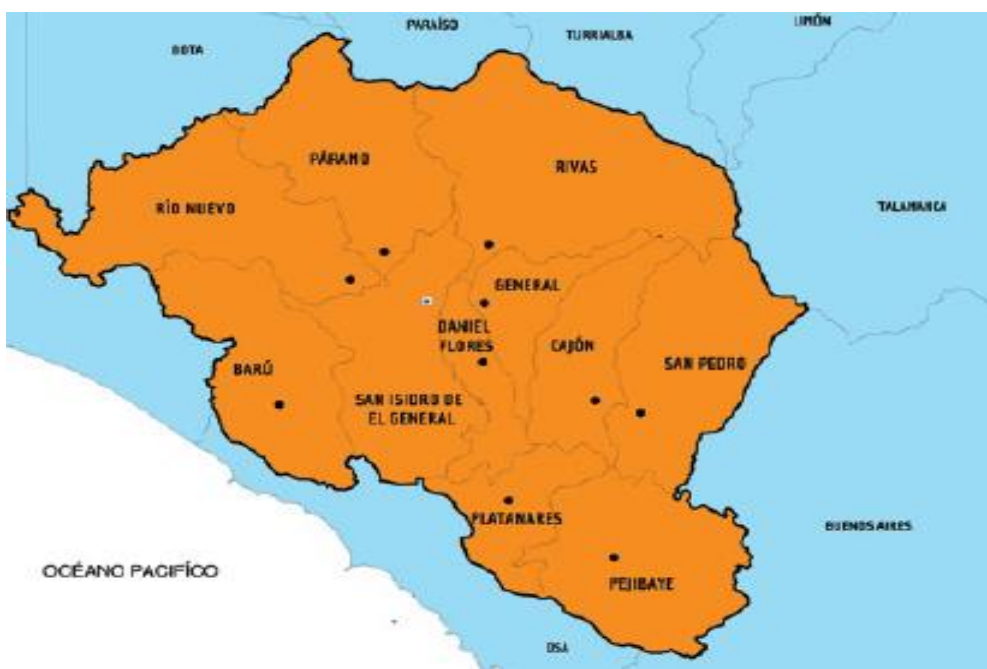 PARAÍSO
LIMÓN
TURRIALBA
DOTA
PÁRAMO
RIVAS
RÍO NUEVO
TALAMANCA
GENERAL
DANIEL
FLORES
CAJÓN
BARÚ
SAN PEDRO
SAN ISIDRO DE
EL GENERAL
PLATANARES
BUENOS AIRES
OCÉANO PACIFÍCO
PEJIBAYE
OSA